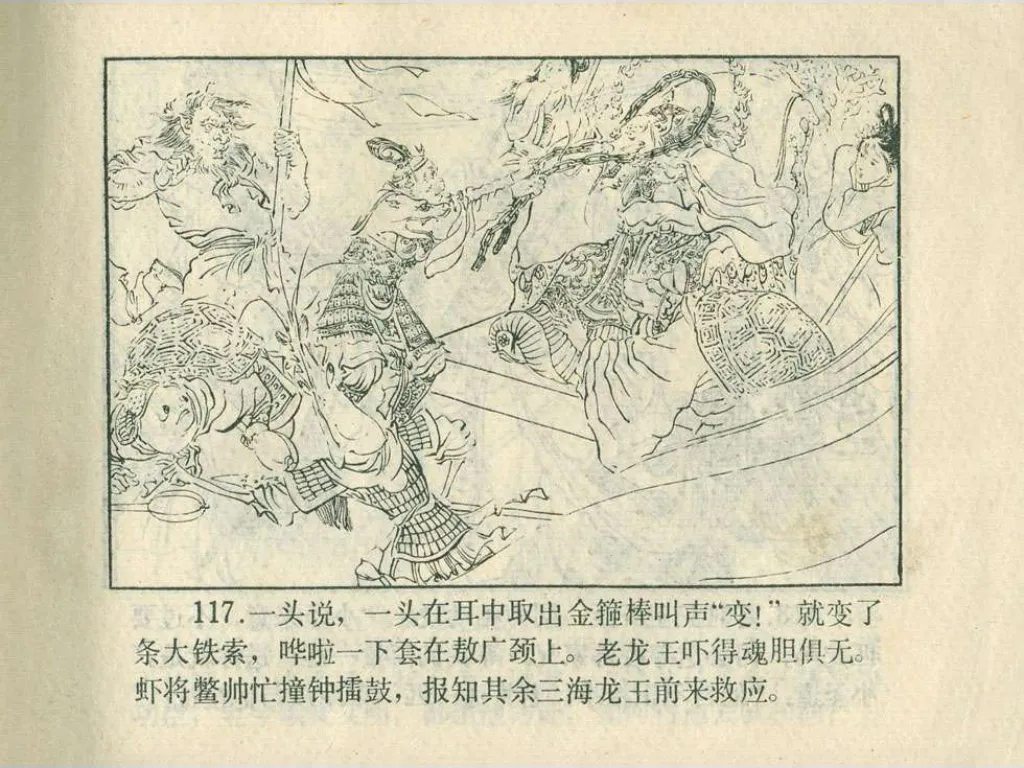 117.一头说，一头在耳中取出金箍棒叫声“变!”就变了
条大铁索，哗啦一下套在敖广颈上。老龙王吓得魂胆俱无。
虾将鳖帅忙撞钟擂鼓，报知其余三海龙王前来救应。